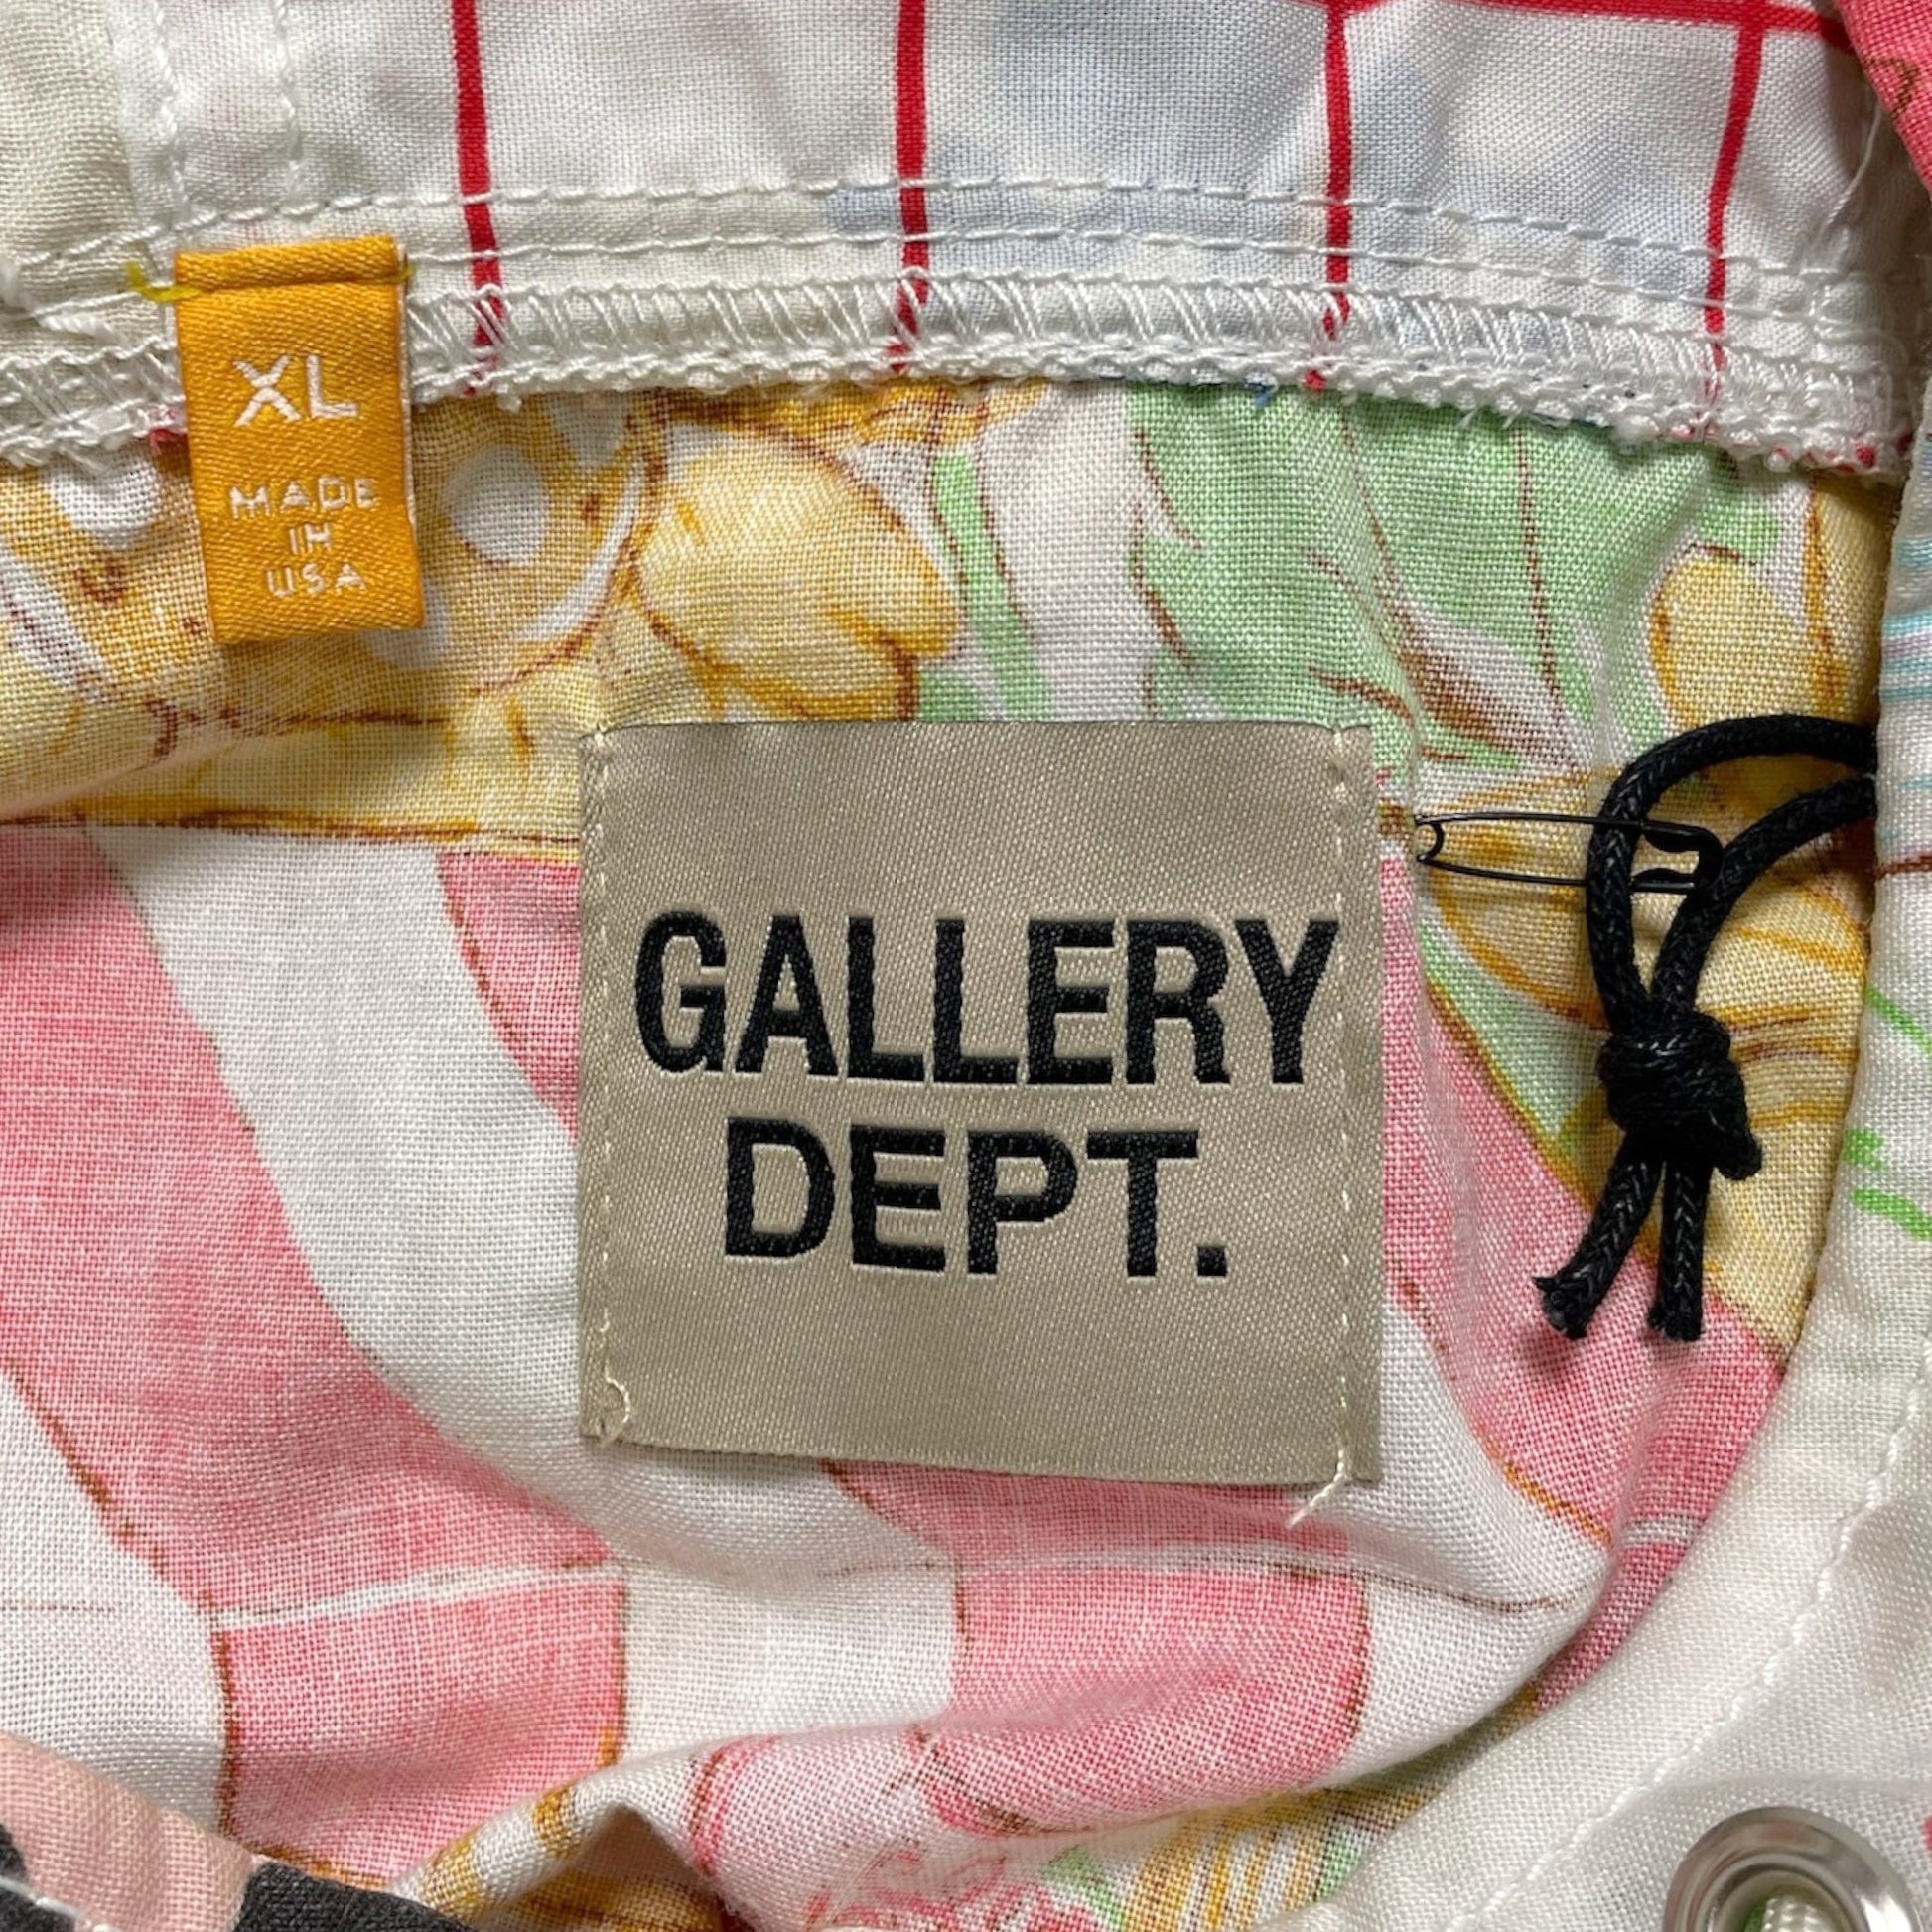 XL
MADE
IN
USA
GALLERY
DEPT.